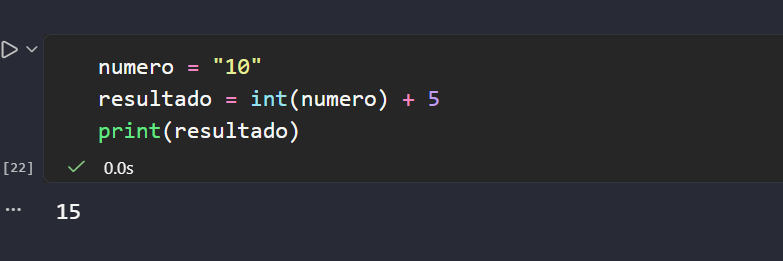 numero = "10"
resultado = int(numero) + 5
print(resultado)
[22]
0.0s
15